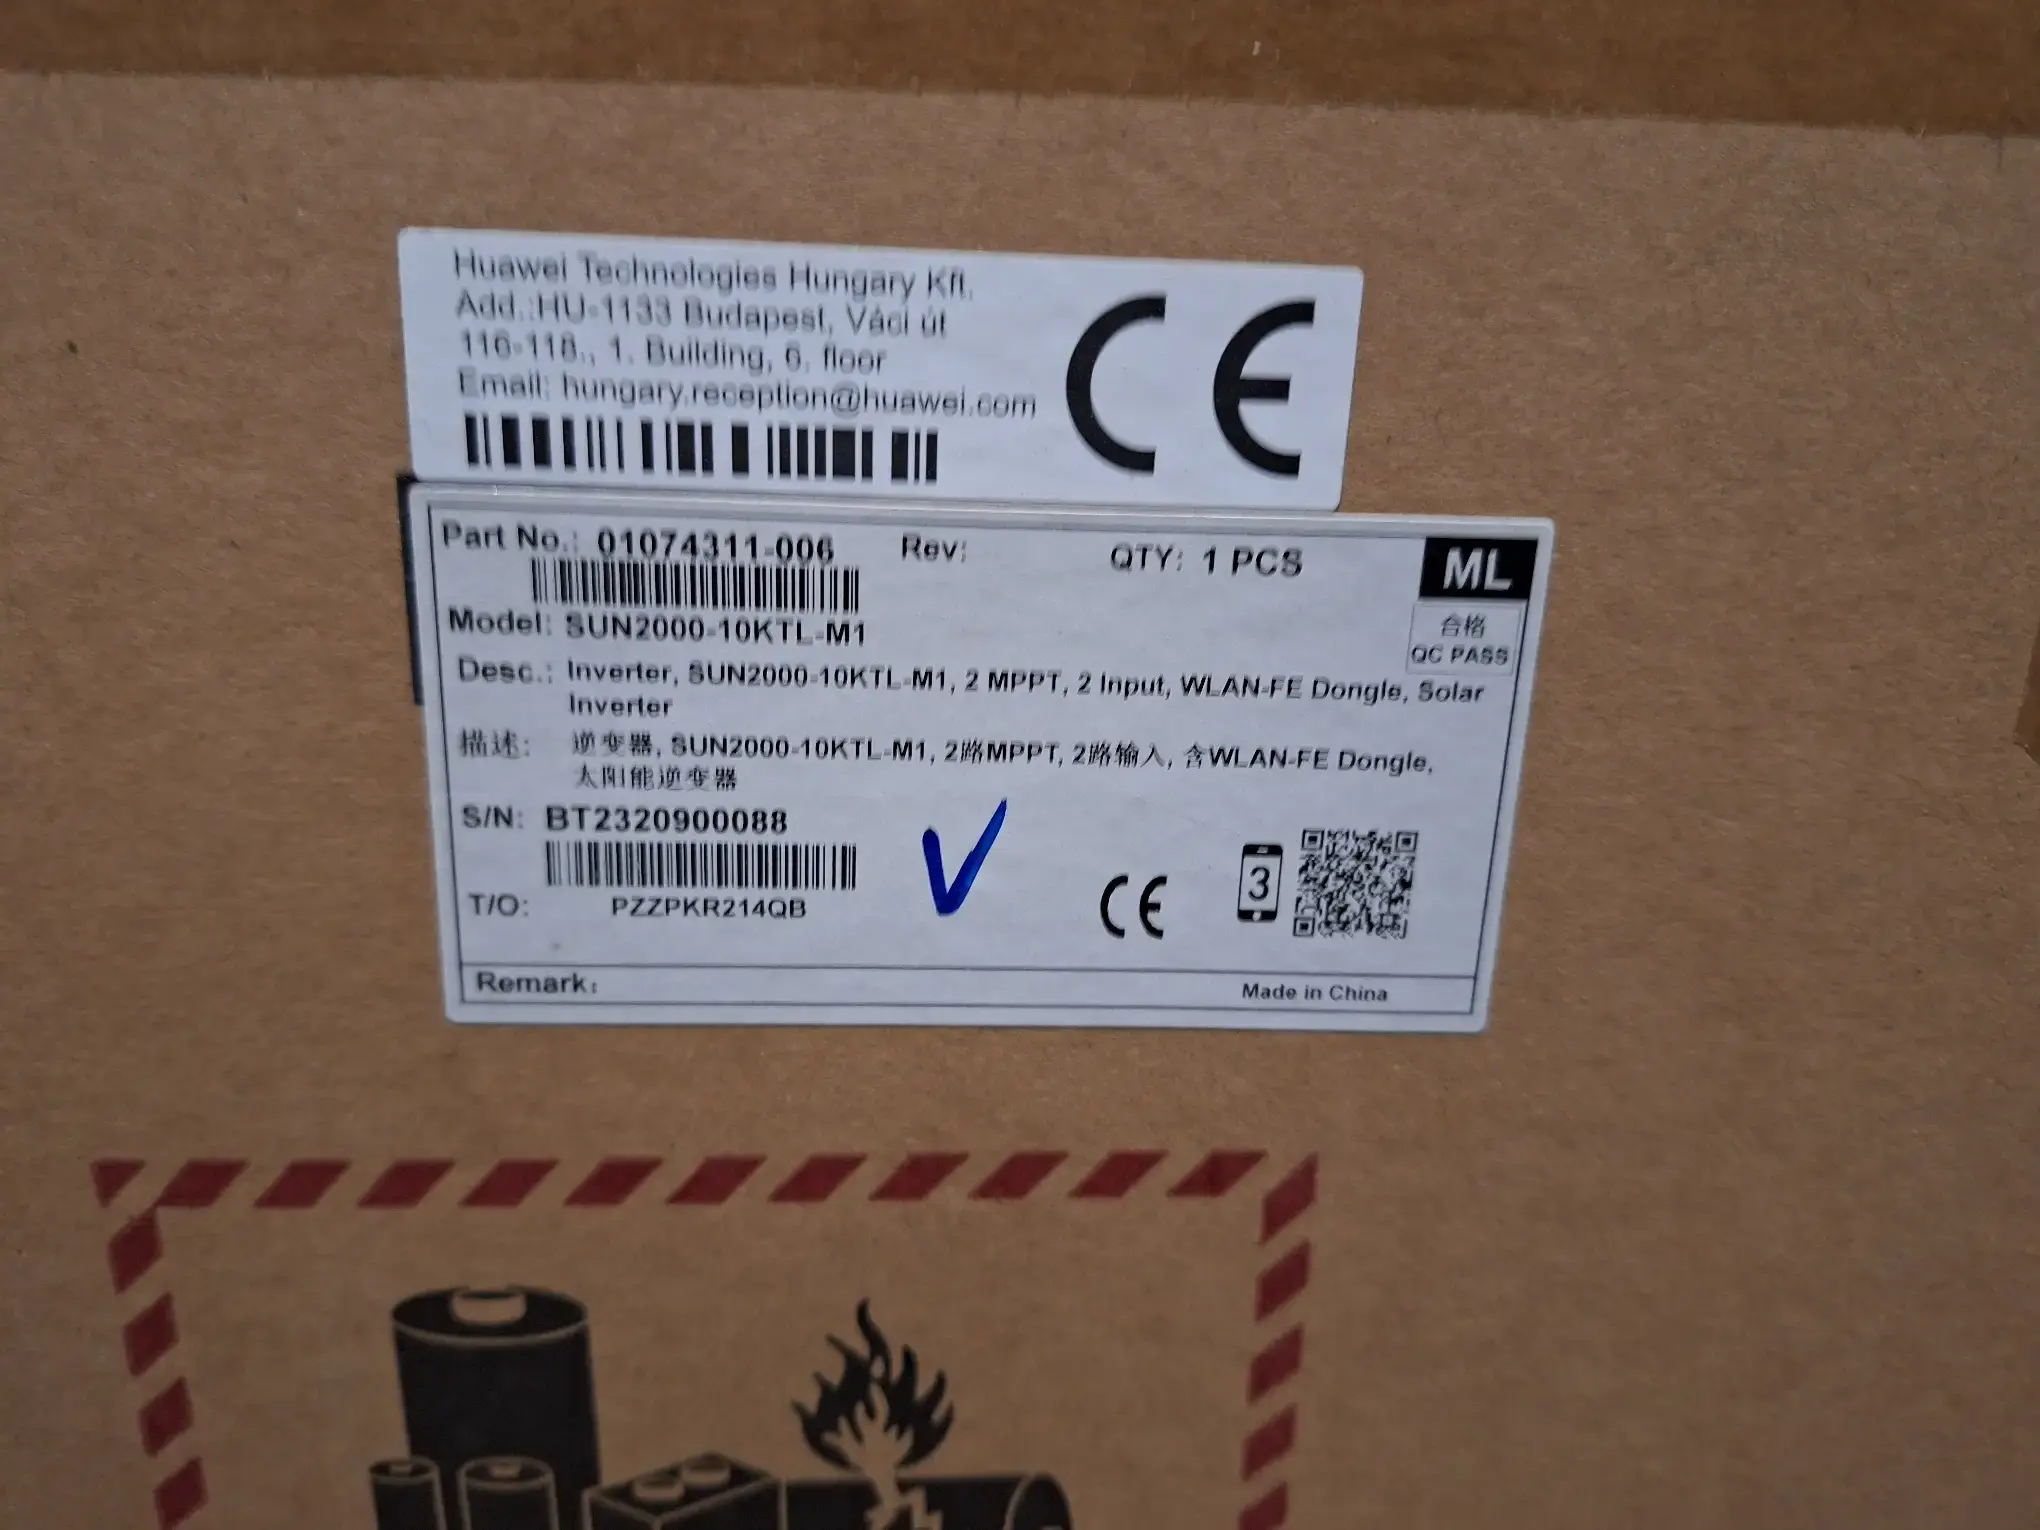 Huawei Technologies Hungary Kft.
Add.:HU-1133 Budapest, Váci út
116-118., 1. Building, 6. floor
Email: hungary.reception@huawei.com
CE
Part No.: 01074311-006 Rev: QTY: 1 PCS
ML
合格
QC PASS
Model: SUN2000-10KTL-M1
Desc.: Inverter, SUN2000-10KTL-M1, 2 MPPT, 2 Input, WLAN-FE Dongle, Solar
Inverter
描述: 逆变器, SUN2000-10KTL-M1, 2路MPPT, 2路输入, 含WLAN-FE Dongle,
太阳能逆变器
S/N: BT2320900088
T/O: PZZPKR214QB
CE
3
Remark:
Made in China